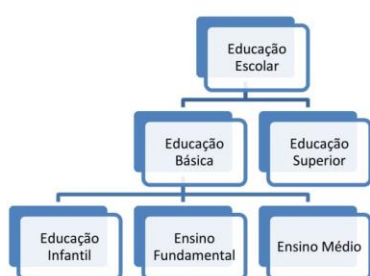 Educação
Escolar
Educação
Básica
Educação
Superior
Educação
Infantil
Ensino
Fundamental
Ensino Médio